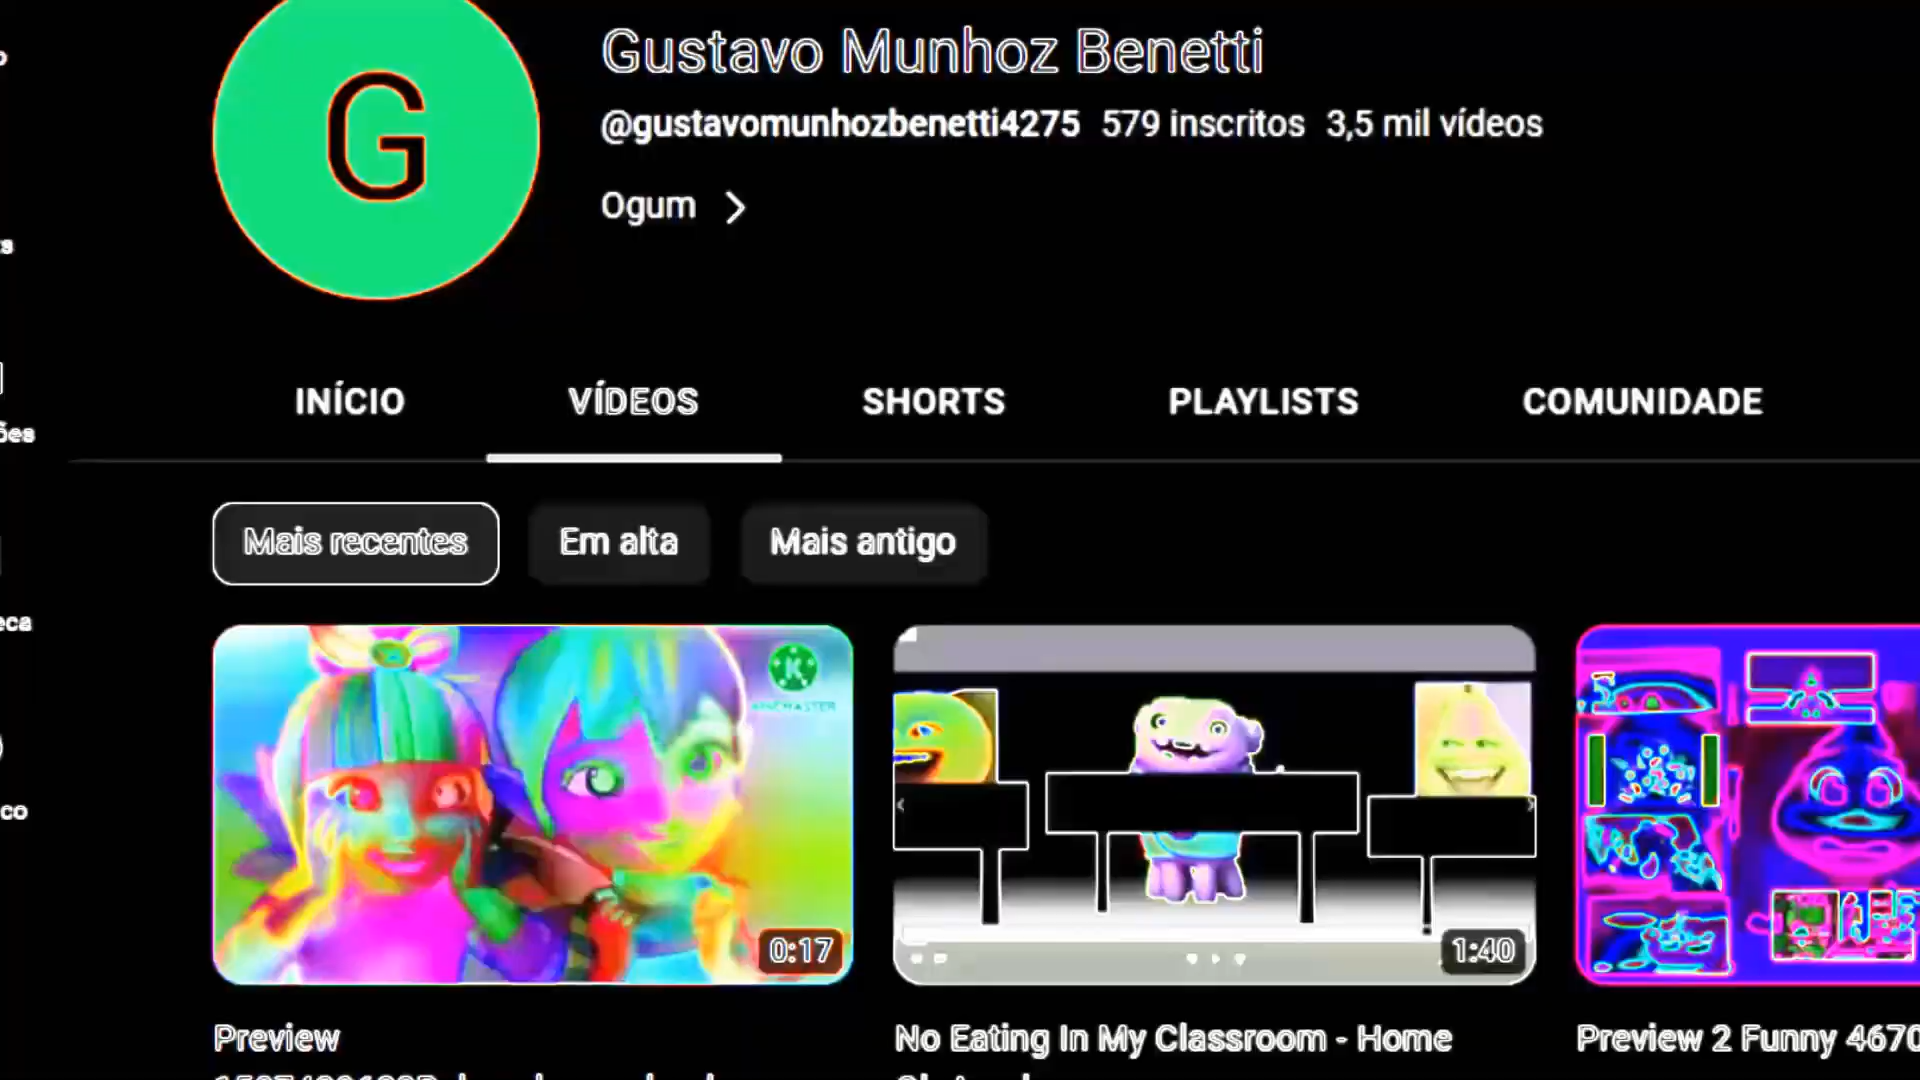 G
Gustavo Munhoz Benetti
@gustavomunhozbenetti4275 579 inscritos 3,5 mil vídeos
Ogum
INÍCIO VÍDEOS SHORTS PLAYLISTS COMUNIDADE
Mais recentes Em alta Mais antigo
K
KINEMASTER
0:17
1:40
Preview
No Eating In My Classroom - Home
Preview 2 Funny 4670